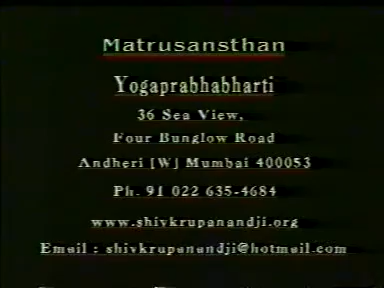 Matrusansthan
Yogaprabhabharti
36 Sea View,
Four Bunglow Road
Andheri [W] Mumbai 400053
Ph. 91 022 635-4684
www.shivkrupanandji.org
Email : shivkrupanandji@hotmail.com